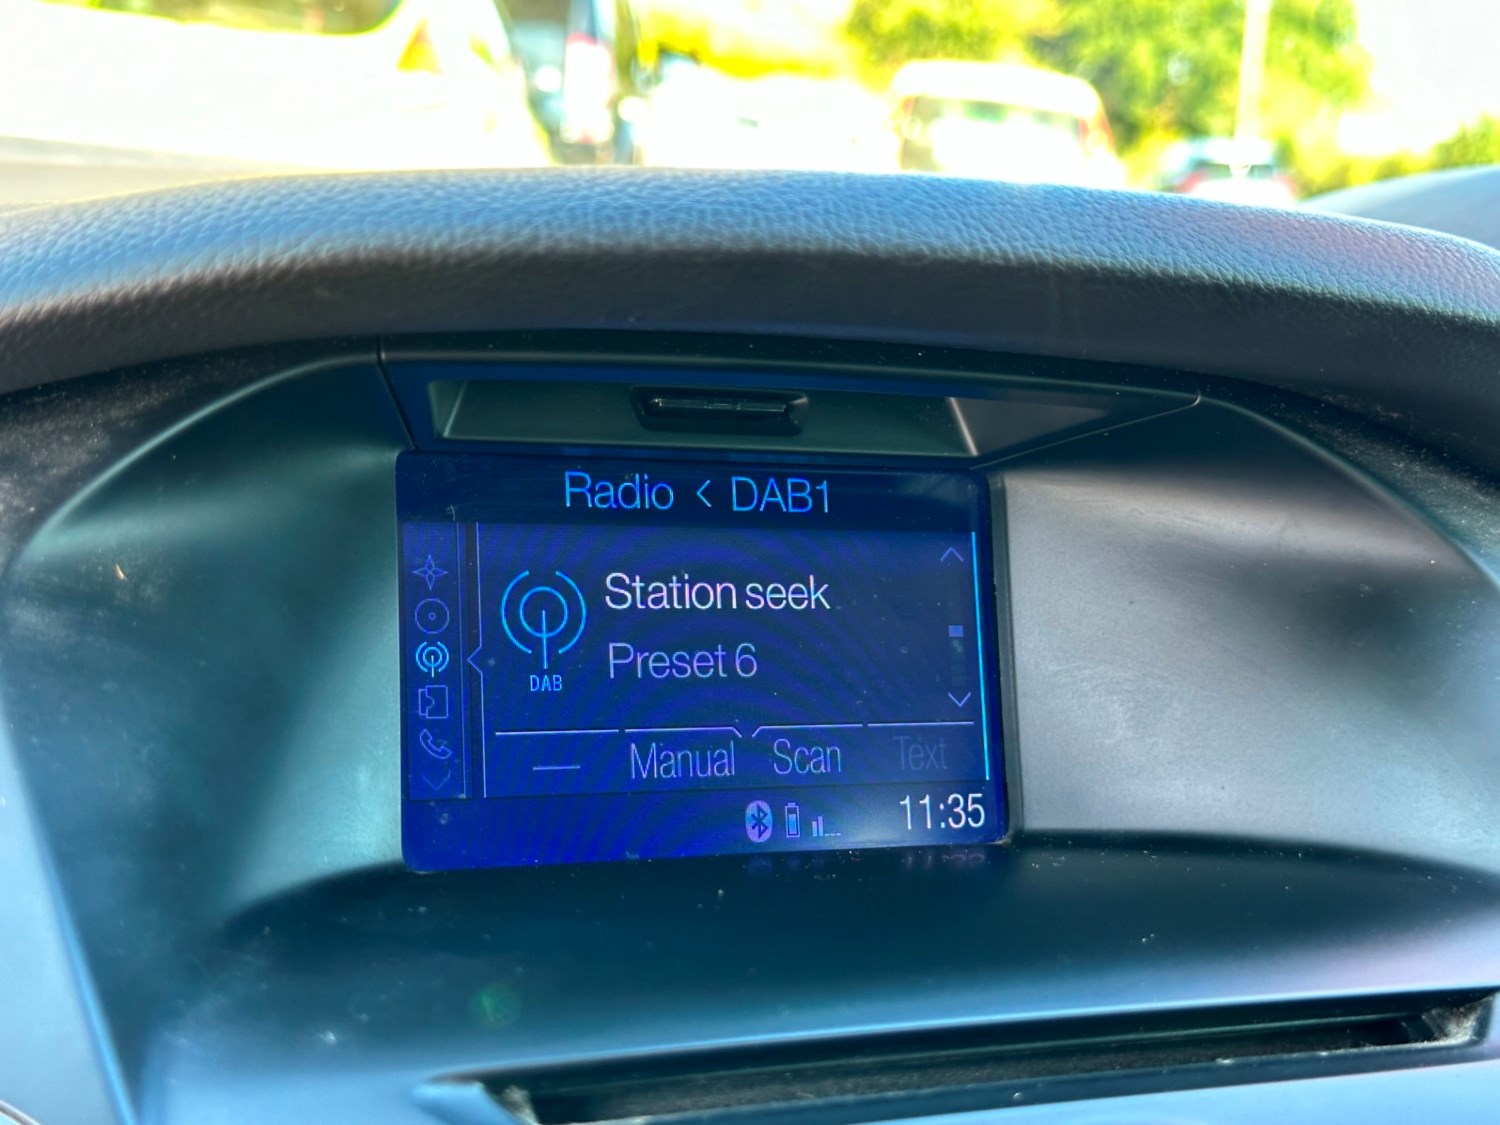 Radio < DAB1
Station seek
DAB
Preset 6
Manual Scan Text
11:35